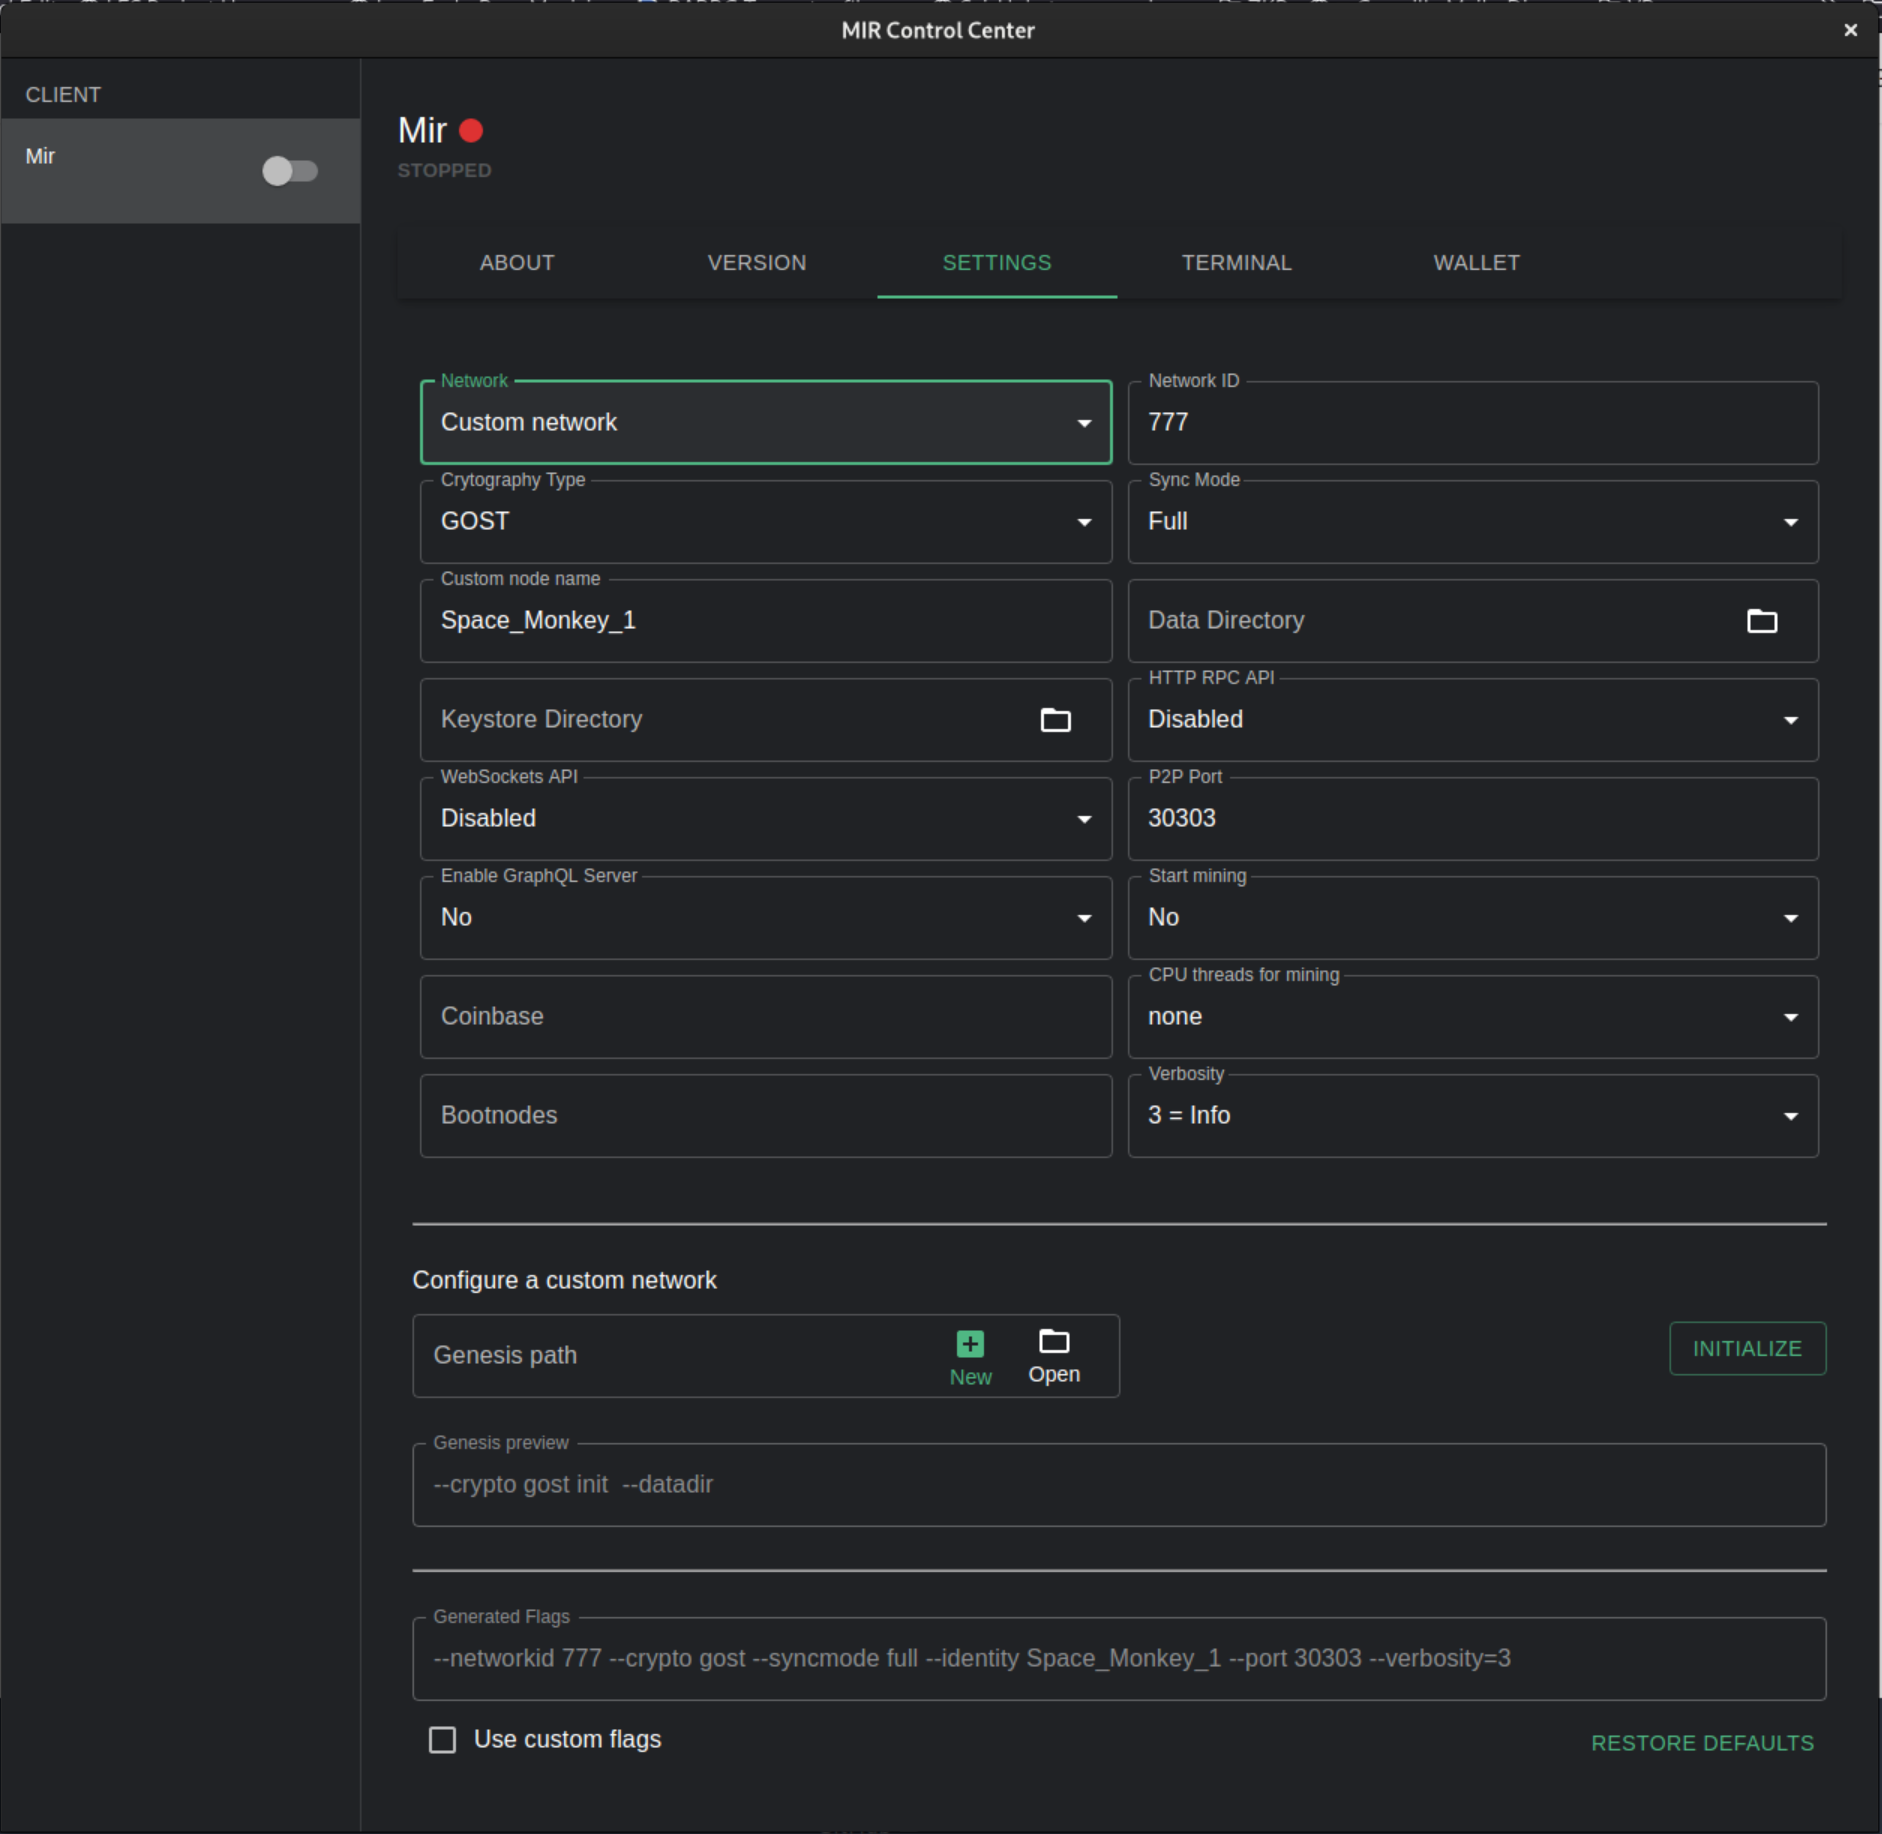 MIR Control Center
CLIENT
Mir
Mir
STOPPED
ABOUT VERSION SETTINGS TERMINAL WALLET
Network
Custom network
Network ID
777
Crytography Type
GOST
Sync Mode
Full
Custom node name
Space_Monkey_1
Data Directory
Keystore Directory
HTTP RPC API
Disabled
WebSockets API
Disabled
P2P Port
30303
Enable GraphQL Server
No
Start mining
No
Coinbase
CPU threads for mining
none
Bootnodes
Verbosity
3 = Info
Configure a custom network
Genesis path
New
Open
INITIALIZE
Genesis preview
--crypto gost init  --datadir
Generated Flags
--networkid 777 --crypto gost --syncmode full --identity Space_Monkey_1 --port 30303 --verbosity=3
Use custom flags
RESTORE DEFAULTS